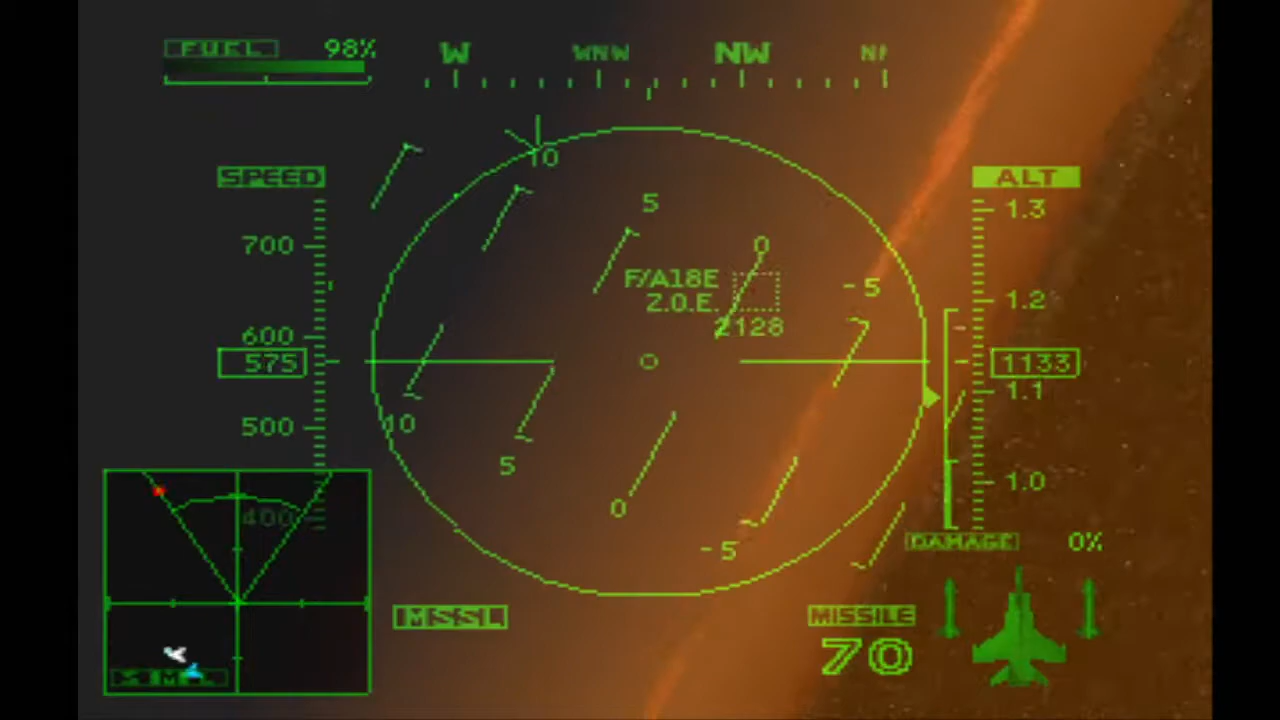 FUEL 98%
W WNW NW
SPEED
700
600
575
500
400
ALT
1.3
1.2
1133
1.1
1.0
10
5
0
-5
F/A18E
Z.O.E.
2128
10
5
0
-5
DAMAGE 0%
MISSILE
70